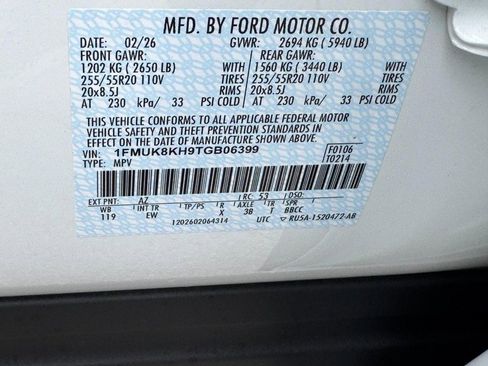 MFD. BY FORD MOTOR CO.
DATE: 02/26 GVWR: 2694 KG ( 5940 LB)
FRONT GAWR: REAR GAWR:
1202 KG ( 2650 LB) WITH 1560 KG ( 3440 LB) WITH
255/55R20 110V TIRES 255/55R20 110V TIRES
20x8.5J RIMS 20x8.5J RIMS
AT 230 kPa/ 33 PSI COLD AT 230 kPa/ 33 PSI COLD
THIS VEHICLE CONFORMS TO ALL APPLICABLE FEDERAL MOTOR
VEHICLE SAFETY AND THEFT PREVENTION STANDARDS IN
EFFECT ON THE DATE OF MANUFACTURE SHOWN ABOVE.
VIN: 1FMUK8KH9TGB06399 F0106
TYPE: MPV T0214
EXT PNT: AZ RC: 53 DSO:
WB INT TR TP/PS R AXLE TR SPR
119 EW X 3B T BBCC
1202602064314 UTC RU5A-1520472-AB